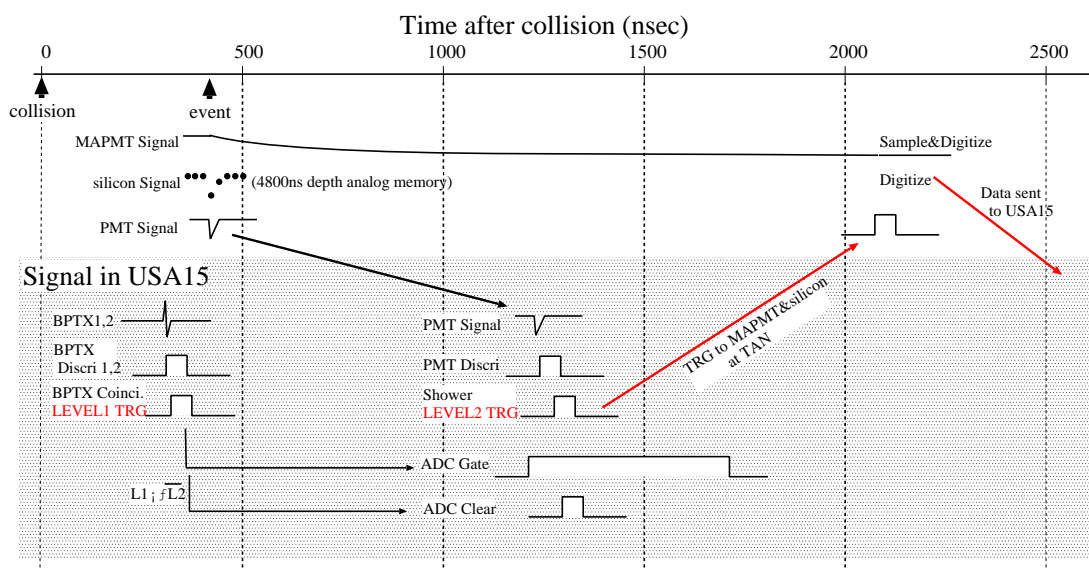 Time after collision (nsec)
0 500 1000 1500 2000 2500
collision
event
MAPMT Signal
Sample&Digitize
silicon Signal
(4800ns depth analog memory)
Digitize
Data sent
to USA15
PMT Signal
Signal in USA15
BPTX1,2
PMT Signal
TRG to MAPMT&silicon
at TAN
BPTX
Discri 1,2
PMT Discri
BPTX Coinci.
LEVEL1 TRG
Shower
LEVEL2 TRG
ADC Gate
L1¡ƒL̅2̅
ADC Clear